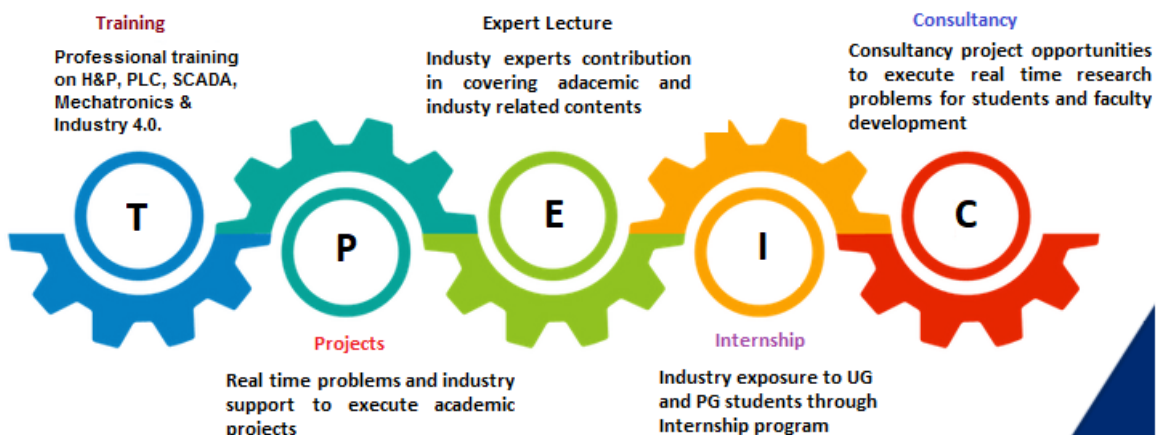 Training
Professional training
on H&P, PLC, SCADA,
Mechatronics &
Industry 4.0.
Expert Lecture
Industy experts contribution
in covering adacemic and
industy related contents
Consultancy
Consultancy project opportunities
to execute real time research
problems for students and faculty
development
T
P
E
I
C
Projects
Real time problems and industry
support to execute academic
projects
Internship
Industry exposure to UG
and PG students through
Internship program